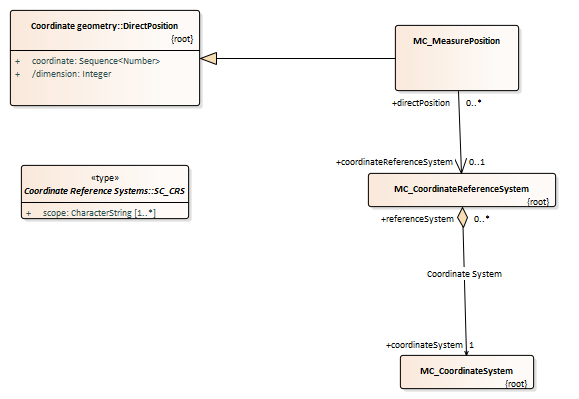 Coordinate geometry::DirectPosition
{root}
+ coordinate: Sequence<Number>
+ /dimension: Integer
MC_MeasurePosition
+directPosition 0..*
+coordinateReferenceSystem 0..1
«type»
Coordinate Reference Systems::SC_CRS
+ scope: CharacterString [1..*]
MC_CoordinateReferenceSystem
{root}
+referenceSystem 0..*
Coordinate System
+coordinateSystem 1
MC_CoordinateSystem
{root}